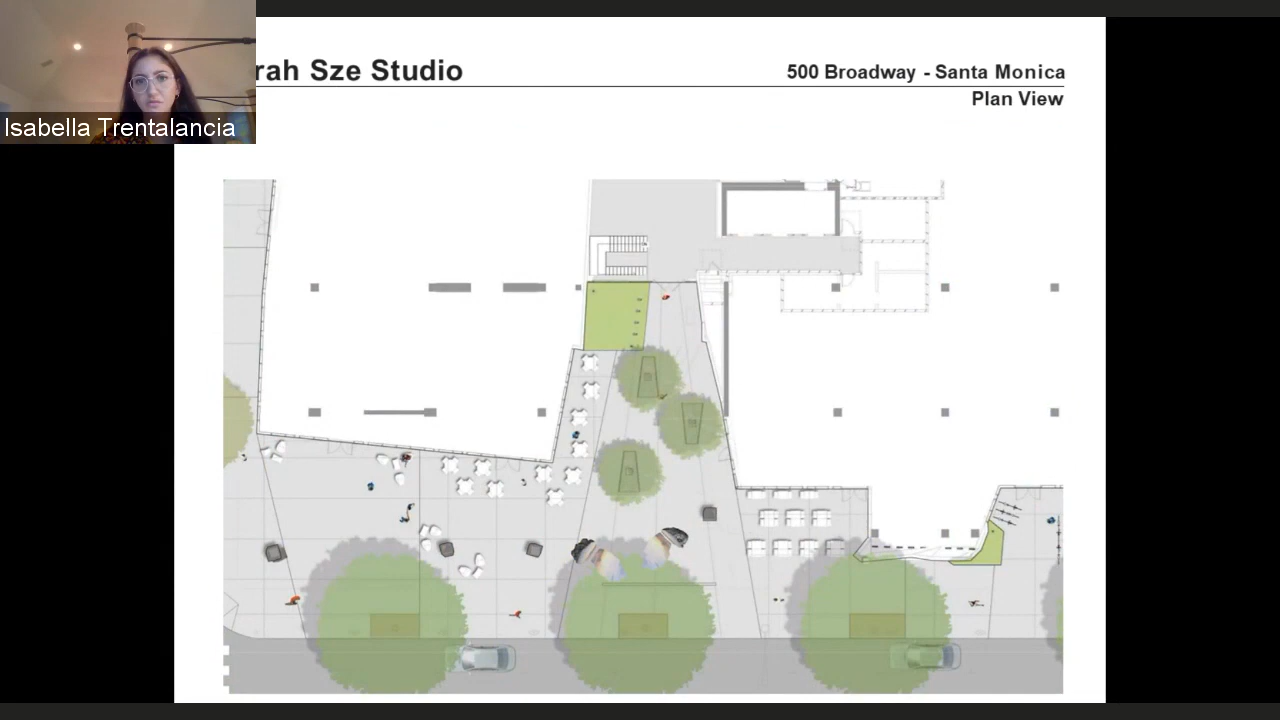 rah Sze Studio
500 Broadway - Santa Monica
Plan View
Isabella Trentalancia